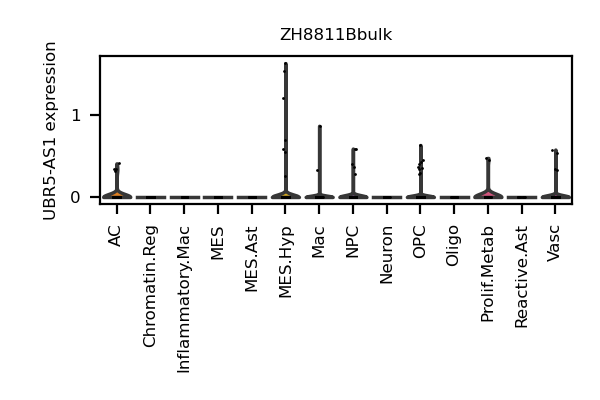 ZH8811Bbulk
UBR5-AS1 expression
1
0
AC
Chromatin.Reg
Inflammatory.Mac
MES
MES.Ast
MES.Hyp
Mac
NPC
Neuron
OPC
Oligo
Prolif.Metab
Reactive.Ast
Vasc